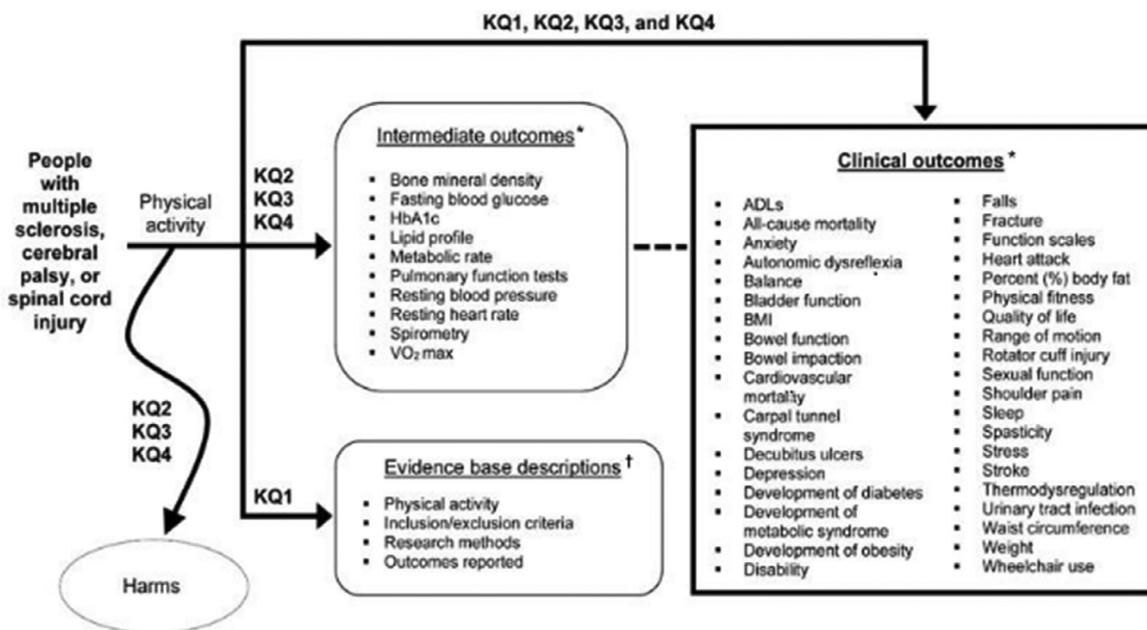 KQ1, KQ2, KQ3, and KQ4
People
with
multiple
sclerosis,
cerebral
palsy, or
spinal cord
injury
Physical
activity
KQ2
KQ3
KQ4
Intermediate outcomes*
▪ Bone mineral density
▪ Fasting blood glucose
▪ HbA1c
▪ Lipid profile
▪ Metabolic rate
▪ Pulmonary function tests
▪ Resting blood pressure
▪ Resting heart rate
▪ Spirometry
▪ VO₂ max
KQ2
KQ3
KQ4
Harms
KQ1
Evidence base descriptions†
▪ Physical activity
▪ Inclusion/exclusion criteria
▪ Research methods
▪ Outcomes reported
Clinical outcomes*
▪ ADLs
▪ All-cause mortality
▪ Anxiety
▪ Autonomic dysreflexia
▪ Balance
▪ Bladder function
▪ BMI
▪ Bowel function
▪ Bowel impaction
▪ Cardiovascular
mortality
▪ Carpal tunnel
syndrome
▪ Decubitus ulcers
▪ Depression
▪ Development of diabetes
▪ Development of
metabolic syndrome
▪ Development of obesity
▪ Disability
▪ Falls
▪ Fracture
▪ Function scales
▪ Heart attack
▪ Percent (%) body fat
▪ Physical fitness
▪ Quality of life
▪ Range of motion
▪ Rotator cuff injury
▪ Sexual function
▪ Shoulder pain
▪ Sleep
▪ Spasticity
▪ Stress
▪ Stroke
▪ Thermodysregulation
▪ Urinary tract infection
▪ Waist circumference
▪ Weight
▪ Wheelchair use